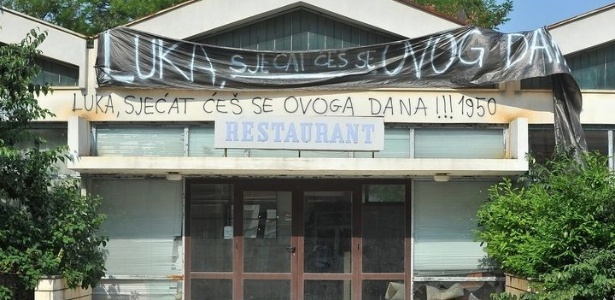 LUKA, SJEĆAT ĆEŠ SE OVOG DANA
LUKA, SJEĆAT ĆEŠ SE OVOGA DANA !!! 1950
RESTAURANT